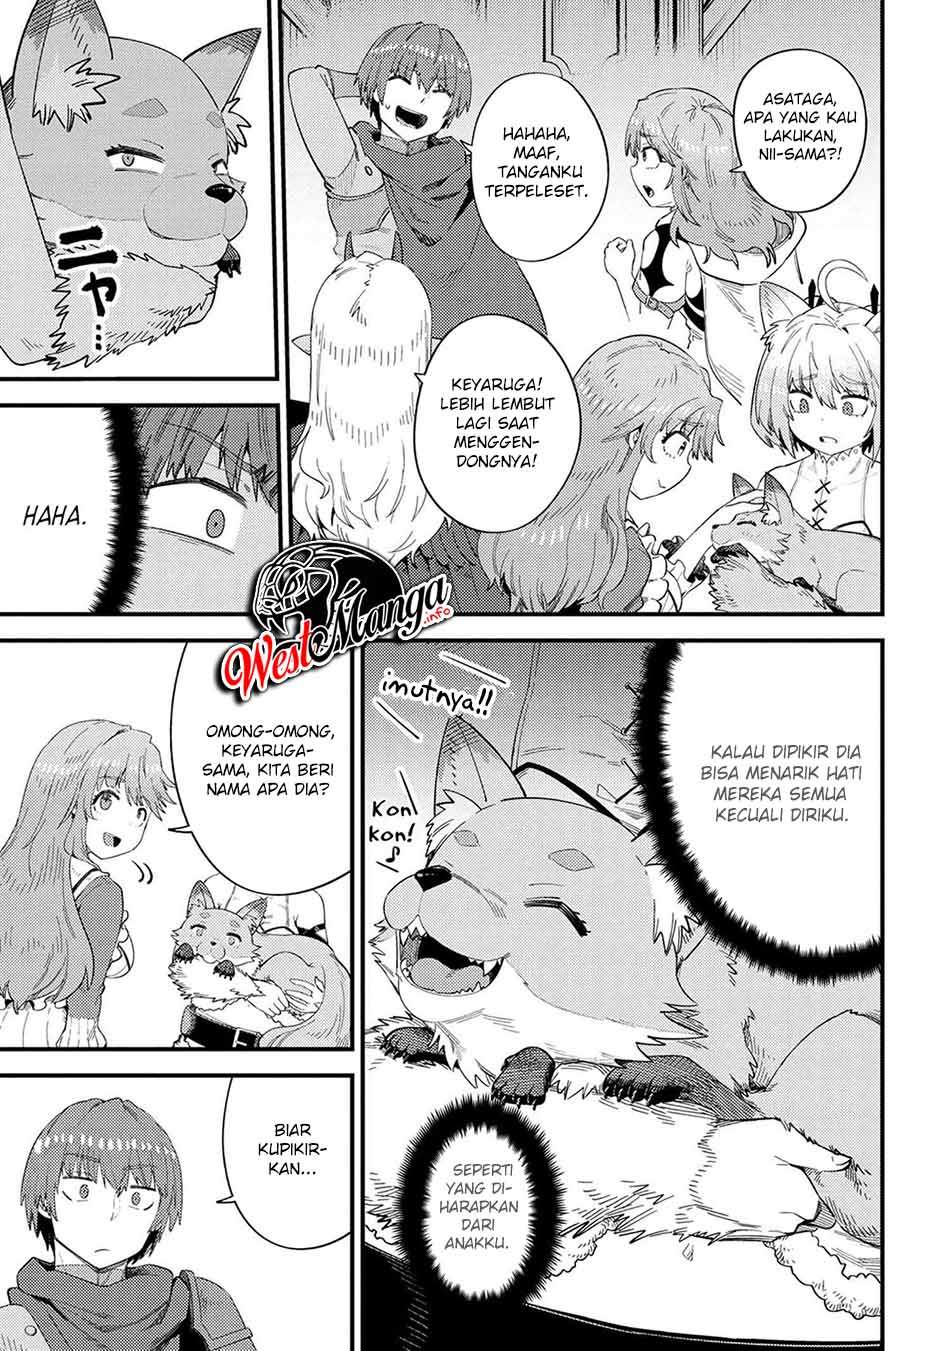 ASATAGA,
APA YANG KAU
LAKUKAN,
NII-SAMA?!
HAHAHA,
MAAF,
TANGANKU
TERPELESET.
KEYARUGA!
LEBIH LEMBUT
LAGI SAAT
MENGGEN-
DONGNYA!
ニャ…
HAHA.
WestManga
.info
imutnya!!
Kon
kon!
♪
KALAU DIPIKIR DIA
BISA MENARIK HATI
MEREKA SEMUA
KECUALI DIRIKU.
SEPERTI
YANG DI-
HARAPKAN
DARI
ANAKKU.
OMONG-OMONG,
KEYARUGA-
SAMA, KITA BERI
NAMA APA DIA?
BIAR
KUPIKIR-
KAN...